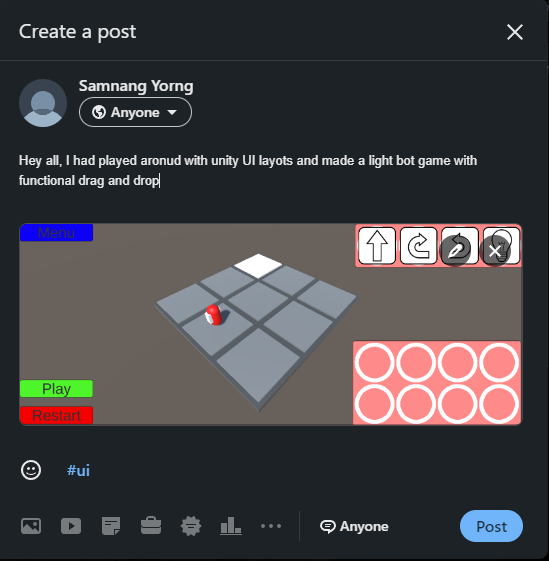 Create a post
Samnang Yorng
Anyone
Hey all, I had played aronud with unity UI layots and made a light bot game with
functional drag and drop
Menu
Play
Restart
#ui
Anyone
Post